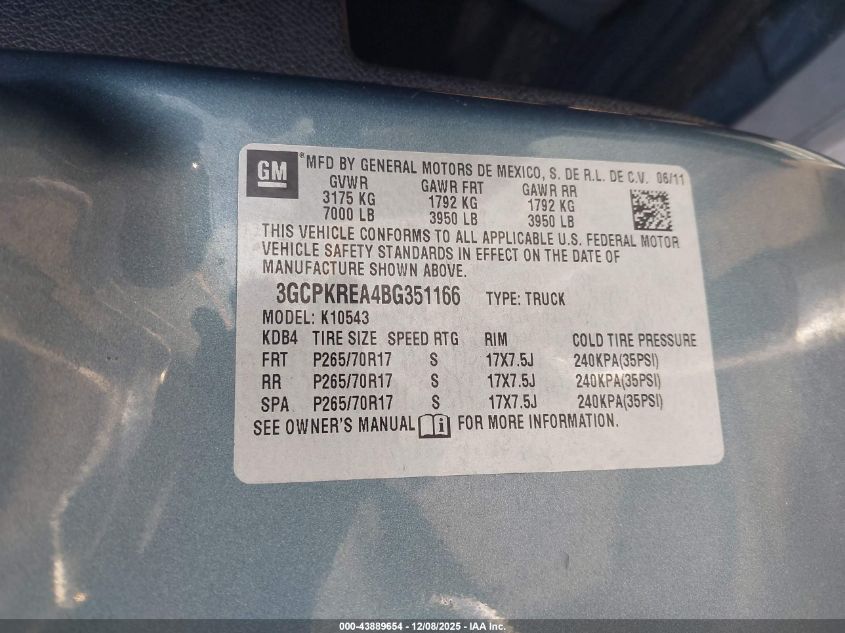 GM
*MFD BY GENERAL MOTORS DE MEXICO, S. DE R.L. DE C.V. 06/11
GVWR GAWR FRT GAWR RR
3175 KG 1792 KG 1792 KG
7000 LB 3950 LB 3950 LB
THIS VEHICLE CONFORMS TO ALL APPLICABLE U.S. FEDERAL MOTOR
VEHICLE SAFETY STANDARDS IN EFFECT ON THE DATE OF
MANUFACTURE SHOWN ABOVE.
3GCPKREA4BG351166 TYPE: TRUCK
MODEL: K10543
KDB4 TIRE SIZE SPEED RTG RIM COLD TIRE PRESSURE
FRT P265/70R17 S 17X7.5J 240KPA(35PSI)
RR P265/70R17 S 17X7.5J 240KPA(35PSI)
SPA P265/70R17 S 17X7.5J 240KPA(35PSI)
SEE OWNER'S MANUAL i FOR MORE INFORMATION.
000-43889654 - 12/08/2025 - IAA Inc.